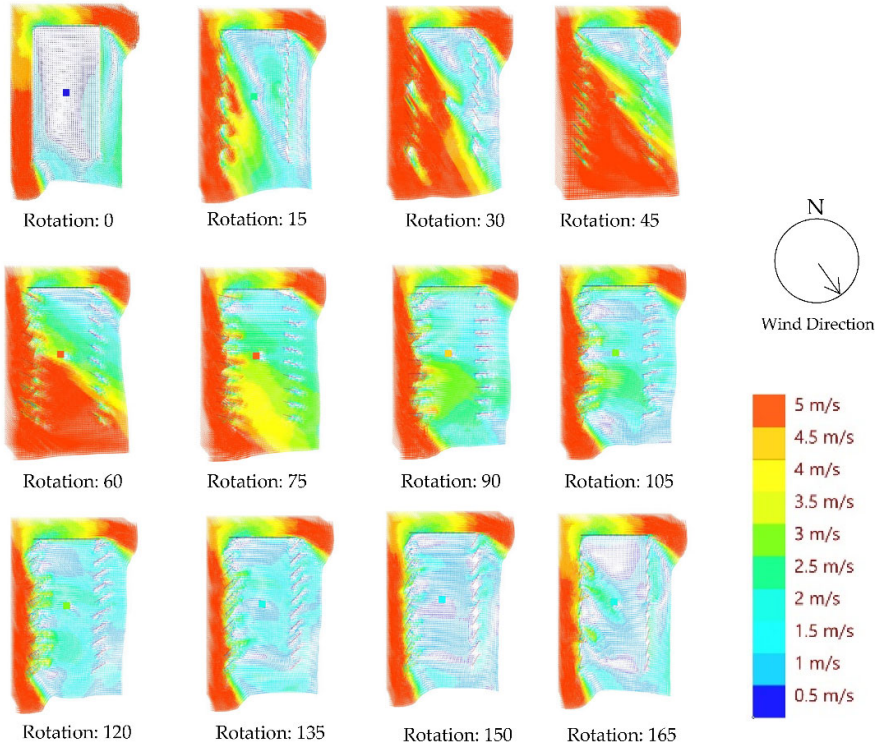 Rotation: 0
Rotation: 15
Rotation: 30
Rotation: 45
N
Wind Direction
Rotation: 60
Rotation: 75
Rotation: 90
Rotation: 105
5 m/s
4.5 m/s
4 m/s
3.5 m/s
3 m/s
2.5 m/s
2 m/s
1.5 m/s
1 m/s
0.5 m/s
Rotation: 120
Rotation: 135
Rotation: 150
Rotation: 165